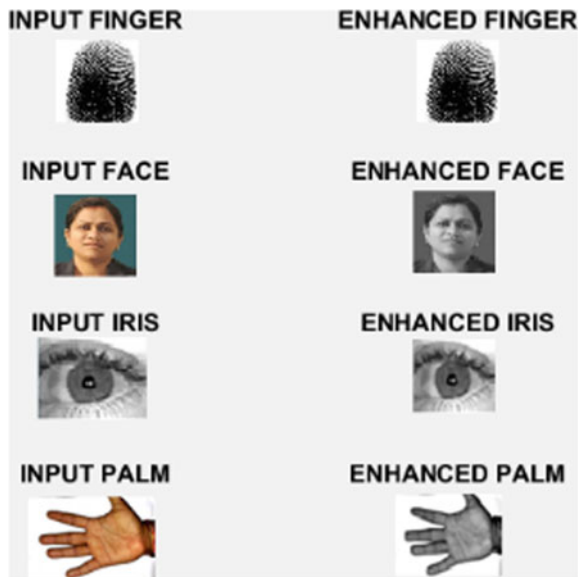 INPUT FINGER ENHANCED FINGER
INPUT FACE ENHANCED FACE
INPUT IRIS ENHANCED IRIS
INPUT PALM ENHANCED PALM